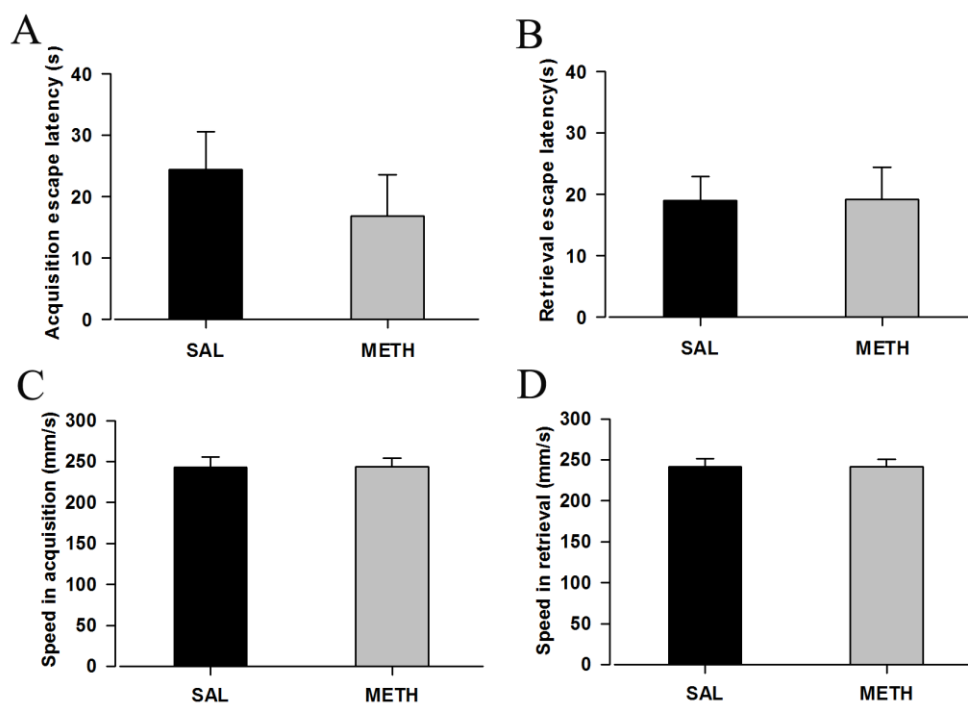 A
Acquisition escape latency (s)
40
30
20
10
0
SAL METH
B
Retrieval escape latency(s)
40
30
20
10
0
SAL METH
C
Speed in acquisition (mm/s)
300
250
200
150
100
50
0
SAL METH
D
Speed in retrieval (mm/s)
300
250
200
150
100
50
0
SAL METH